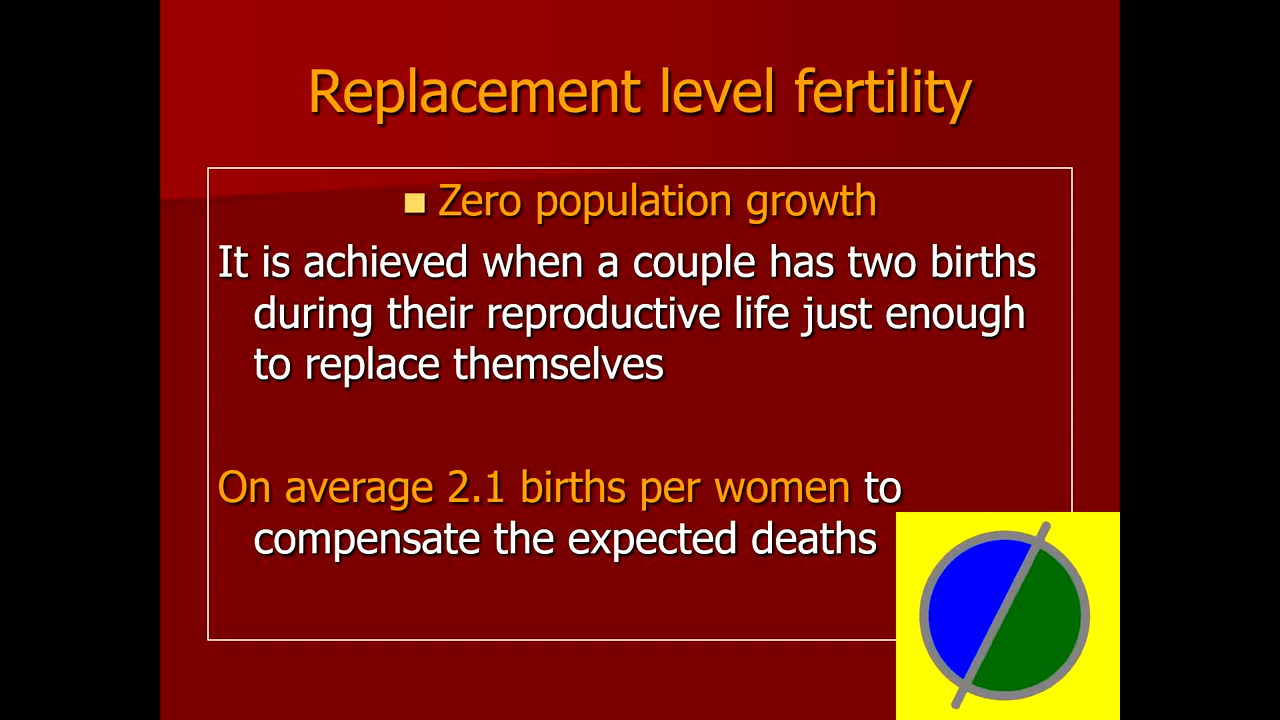 Replacement level fertility
Zero population growth
It is achieved when a couple has two births
during their reproductive life just enough
to replace themselves
On average 2.1 births per women to
compensate the expected deaths